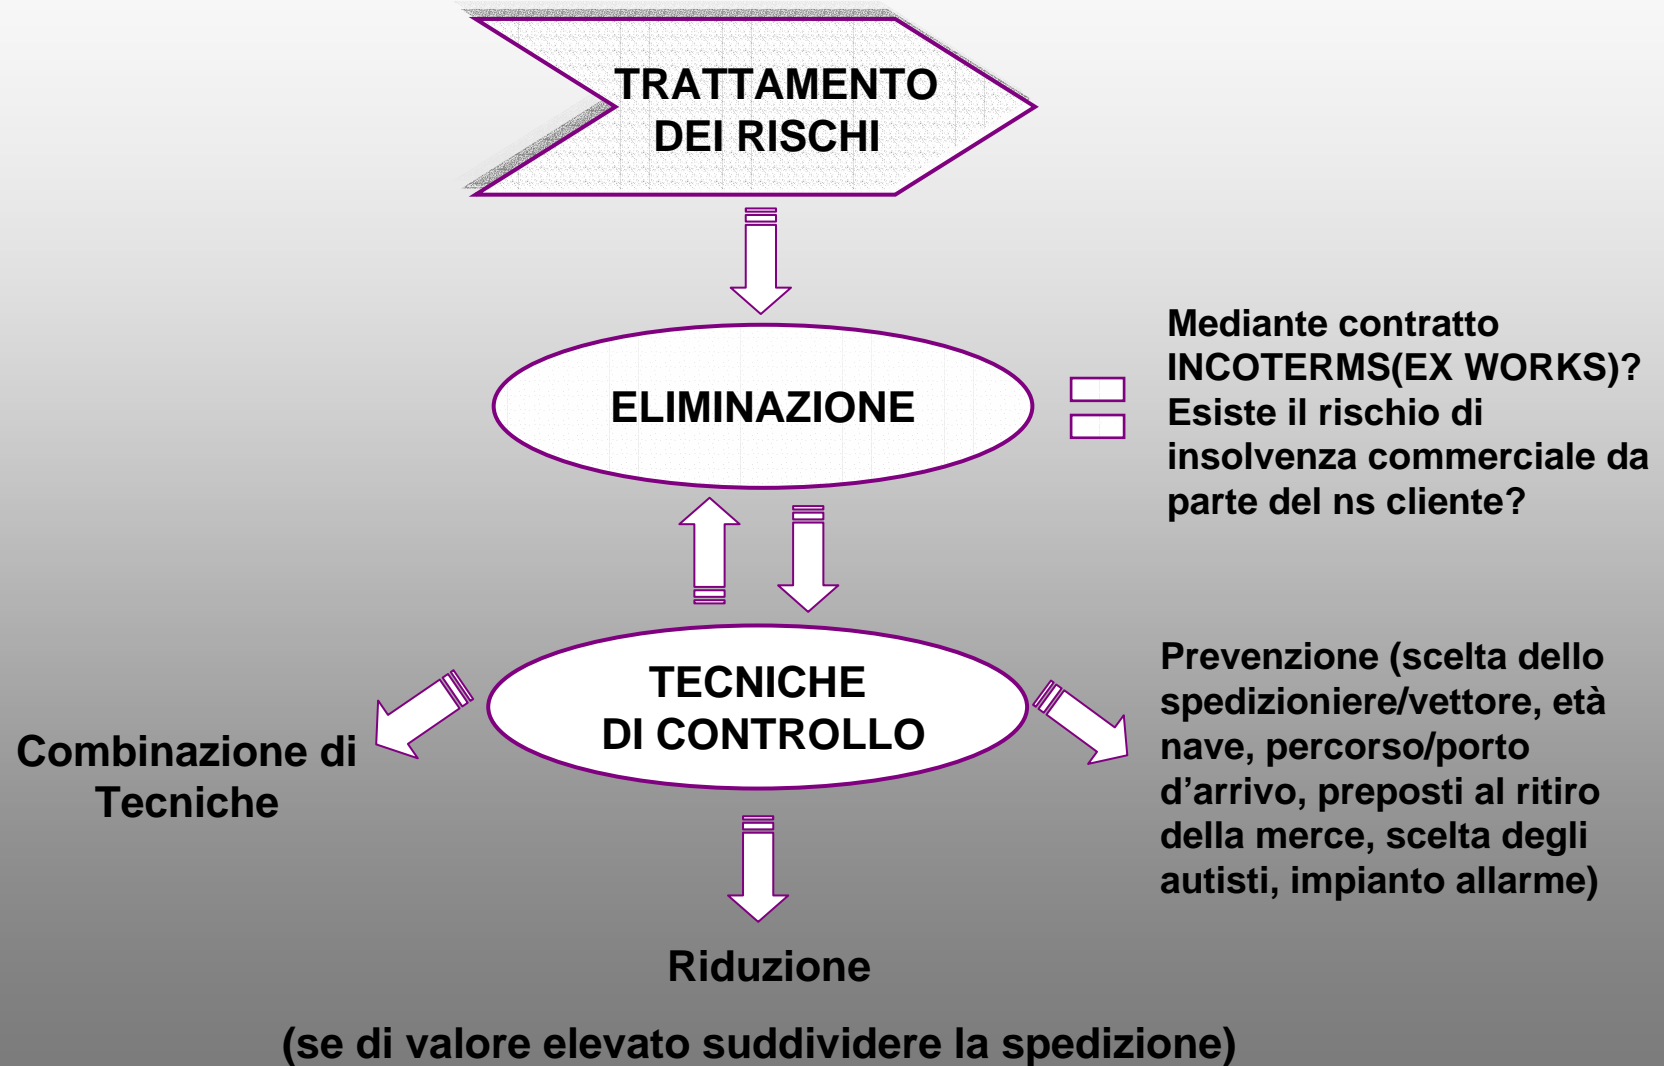 TRATTAMENTO
DEI RISCHI
ELIMINAZIONE
Mediante contratto
INCOTERMS(EX WORKS)?
Esiste il rischio di
insolvenza commerciale da
parte del ns cliente?
TECNICHE
DI CONTROLLO
Combinazione di
Tecniche
Prevenzione (scelta dello
spedizioniere/vettore, età
nave, percorso/porto
d’arrivo, preposti al ritiro
della merce, scelta degli
autisti, impianto allarme)
Riduzione
(se di valore elevato suddividere la spedizione)